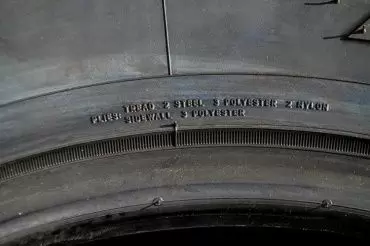 PLIES: TREAD 2 STEEL 3 POLYESTER 2 NYLON
SIDEWALL 3 POLYESTER